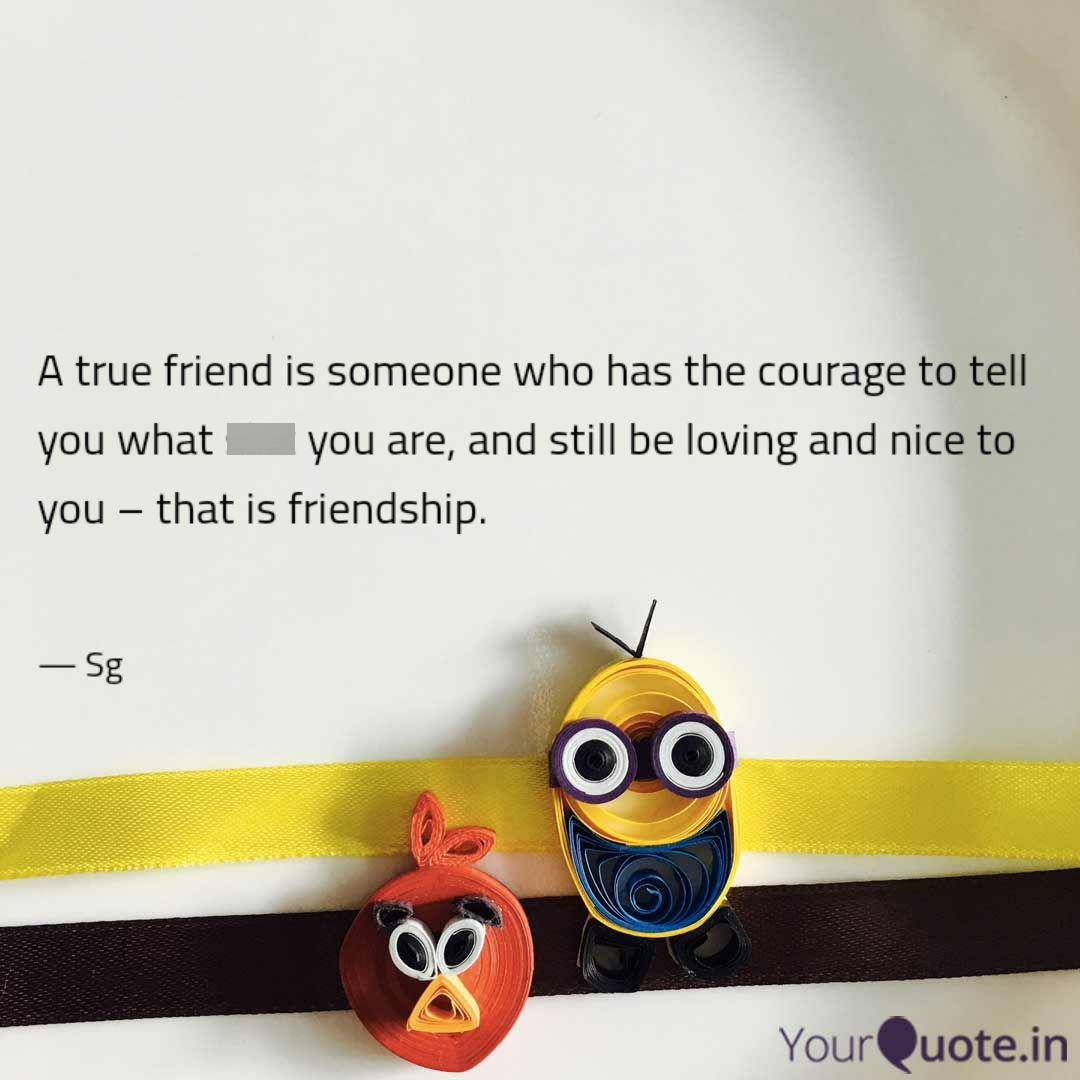 A true friend is someone who has the courage to tell
you what you are, and still be loving and nice to
you – that is friendship.
— Sg
YourQuote.in